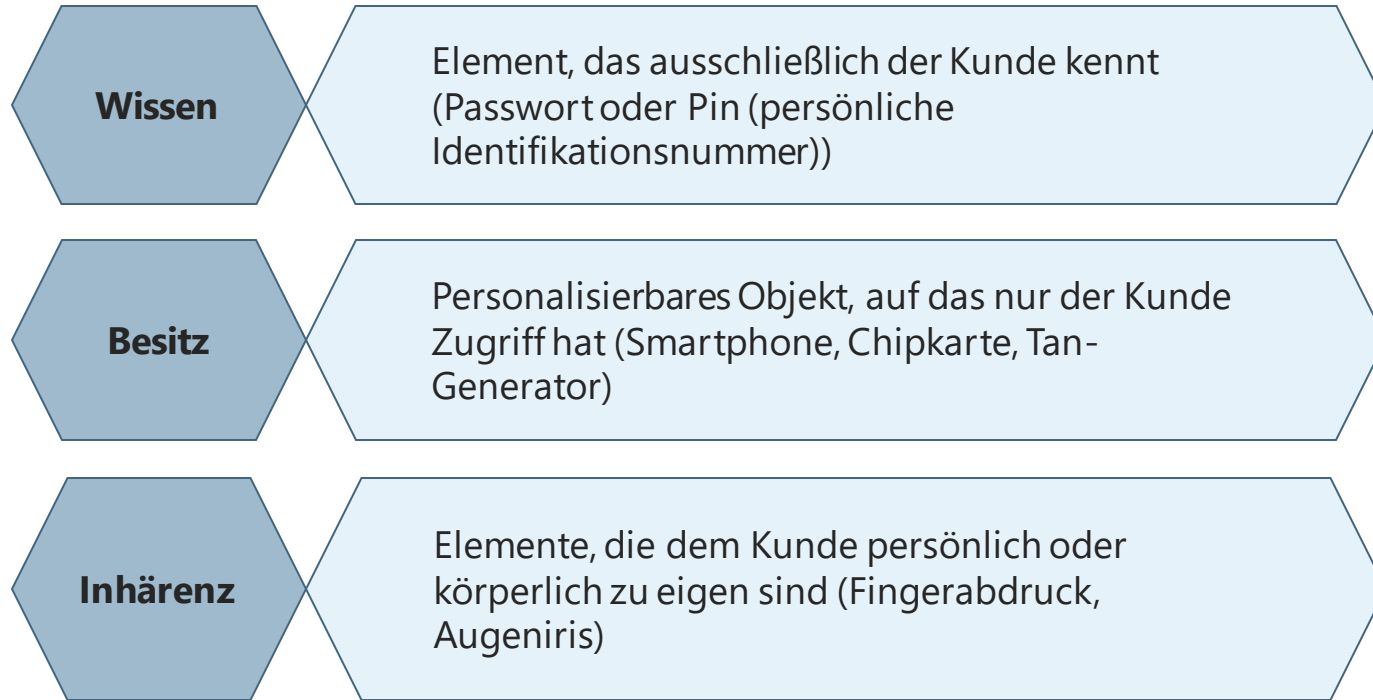 Wissen
Element, das ausschließlich der Kunde kennt
(Passwort oder Pin (persönliche
Identifikationsnummer))
Besitz
Personalisierbares Objekt, auf das nur der Kunde
Zugriff hat (Smartphone, Chipkarte, Tan-
Generator)
Inhärenz
Elemente, die dem Kunde persönlich oder
körperlich zu eigen sind (Fingerabdruck,
Augeniris)